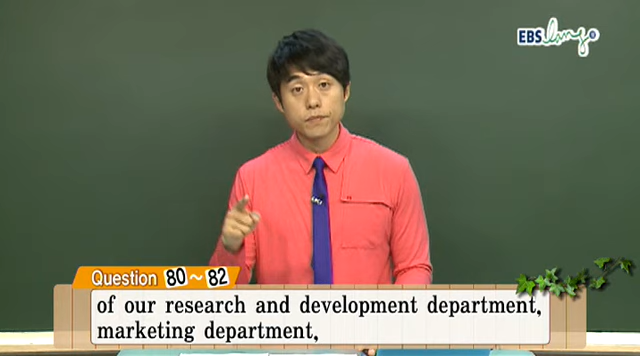 EBSlang
Question 80~82
of our research and development department,
marketing department,